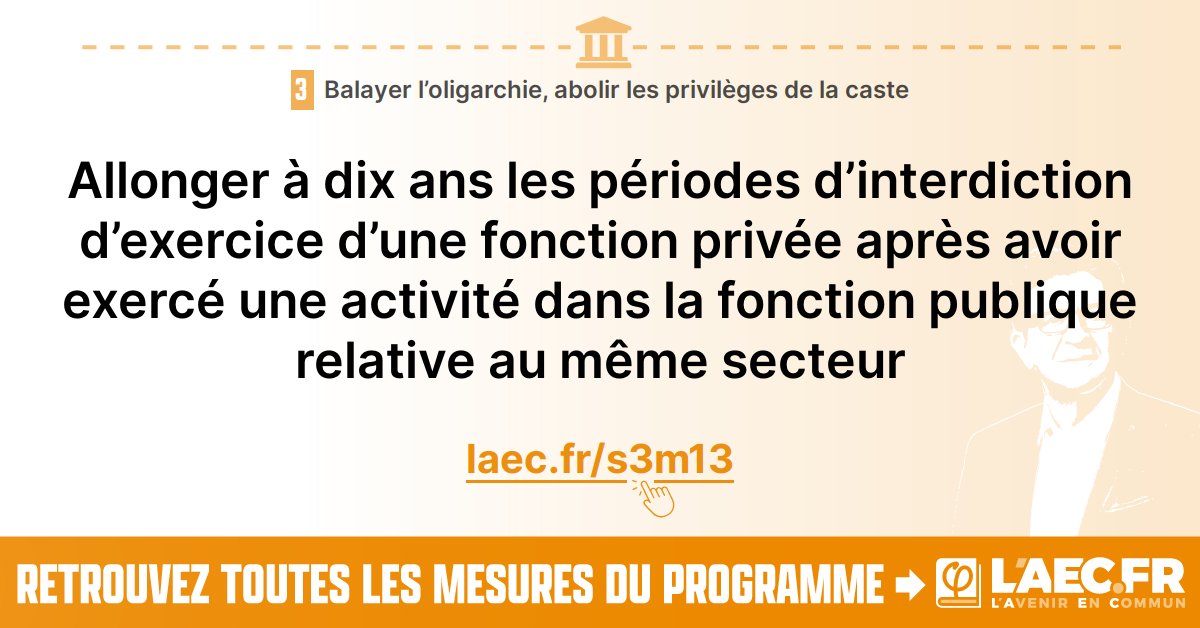 3 Balayer l’oligarchie, abolir les privilèges de la caste
Allonger à dix ans les périodes d’interdiction
d’exercice d’une fonction privée après avoir
exercé une activité dans la fonction publique
relative au même secteur
laec.fr/s3m13
RETROUVEZ TOUTES LES MESURES DU PROGRAMME
φ L'AEC.FR
L'AVENIR EN COMMUN